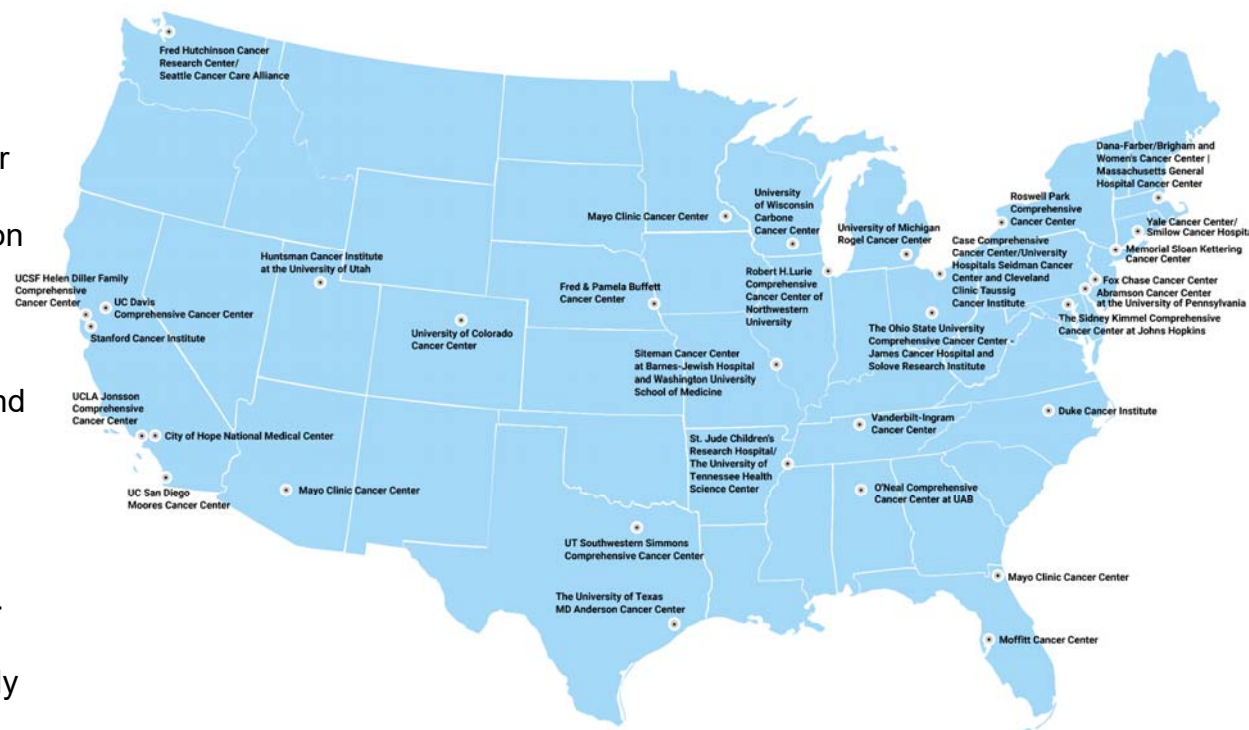 r
on
nd
.
ly
Fred Hutchinson Cancer
Research Center/
Seattle Cancer Care Alliance
UCSF Helen Diller Family
Comprehensive
Cancer Center
UC Davis
Comprehensive Cancer Center
Stanford Cancer Institute
Huntsman Cancer Institute
at the University of Utah
University of Colorado
Cancer Center
UCLA Jonsson
Comprehensive
Cancer Center
City of Hope National Medical Center
UC San Diego
Moores Cancer Center
Mayo Clinic Cancer Center
Mayo Clinic Cancer Center
Fred & Pamela Buffett
Cancer Center
University
of Wisconsin
Carbone
Cancer Center
Robert H.Lurie
Comprehensive
Cancer Center of
Northwestern
University
Siteman Cancer Center
at Barnes-Jewish Hospital
and Washington University
School of Medicine
University of Michigan
Rogel Cancer Center
Case Comprehensive
Cancer Center/University
Hospitals Seidman Cancer
Center and Cleveland
Clinic Taussig
Cancer Institute
The Ohio State University
Comprehensive Cancer Center -
James Cancer Hospital and
Solove Research Institute
Roswell Park
Comprehensive
Cancer Center
Dana-Farber/Brigham and
Women's Cancer Center |
Massachusetts General
Hospital Cancer Center
Yale Cancer Center/
Smilow Cancer Hospita
Memorial Sloan Kettering
Cancer Center
Fox Chase Cancer Center
Abramson Cancer Center
at the University of Pennsylvania
The Sidney Kimmel Comprehensive
Cancer Center at Johns Hopkins
Vanderbilt-Ingram
Cancer Center
Duke Cancer Institute
St. Jude Children's
Research Hospital/
The University of
Tennessee Health
Science Center
O'Neal Comprehensive
Cancer Center at UAB
UT Southwestern Simmons
Comprehensive Cancer Center
The University of Texas
MD Anderson Cancer Center
Mayo Clinic Cancer Center
Moffitt Cancer Center